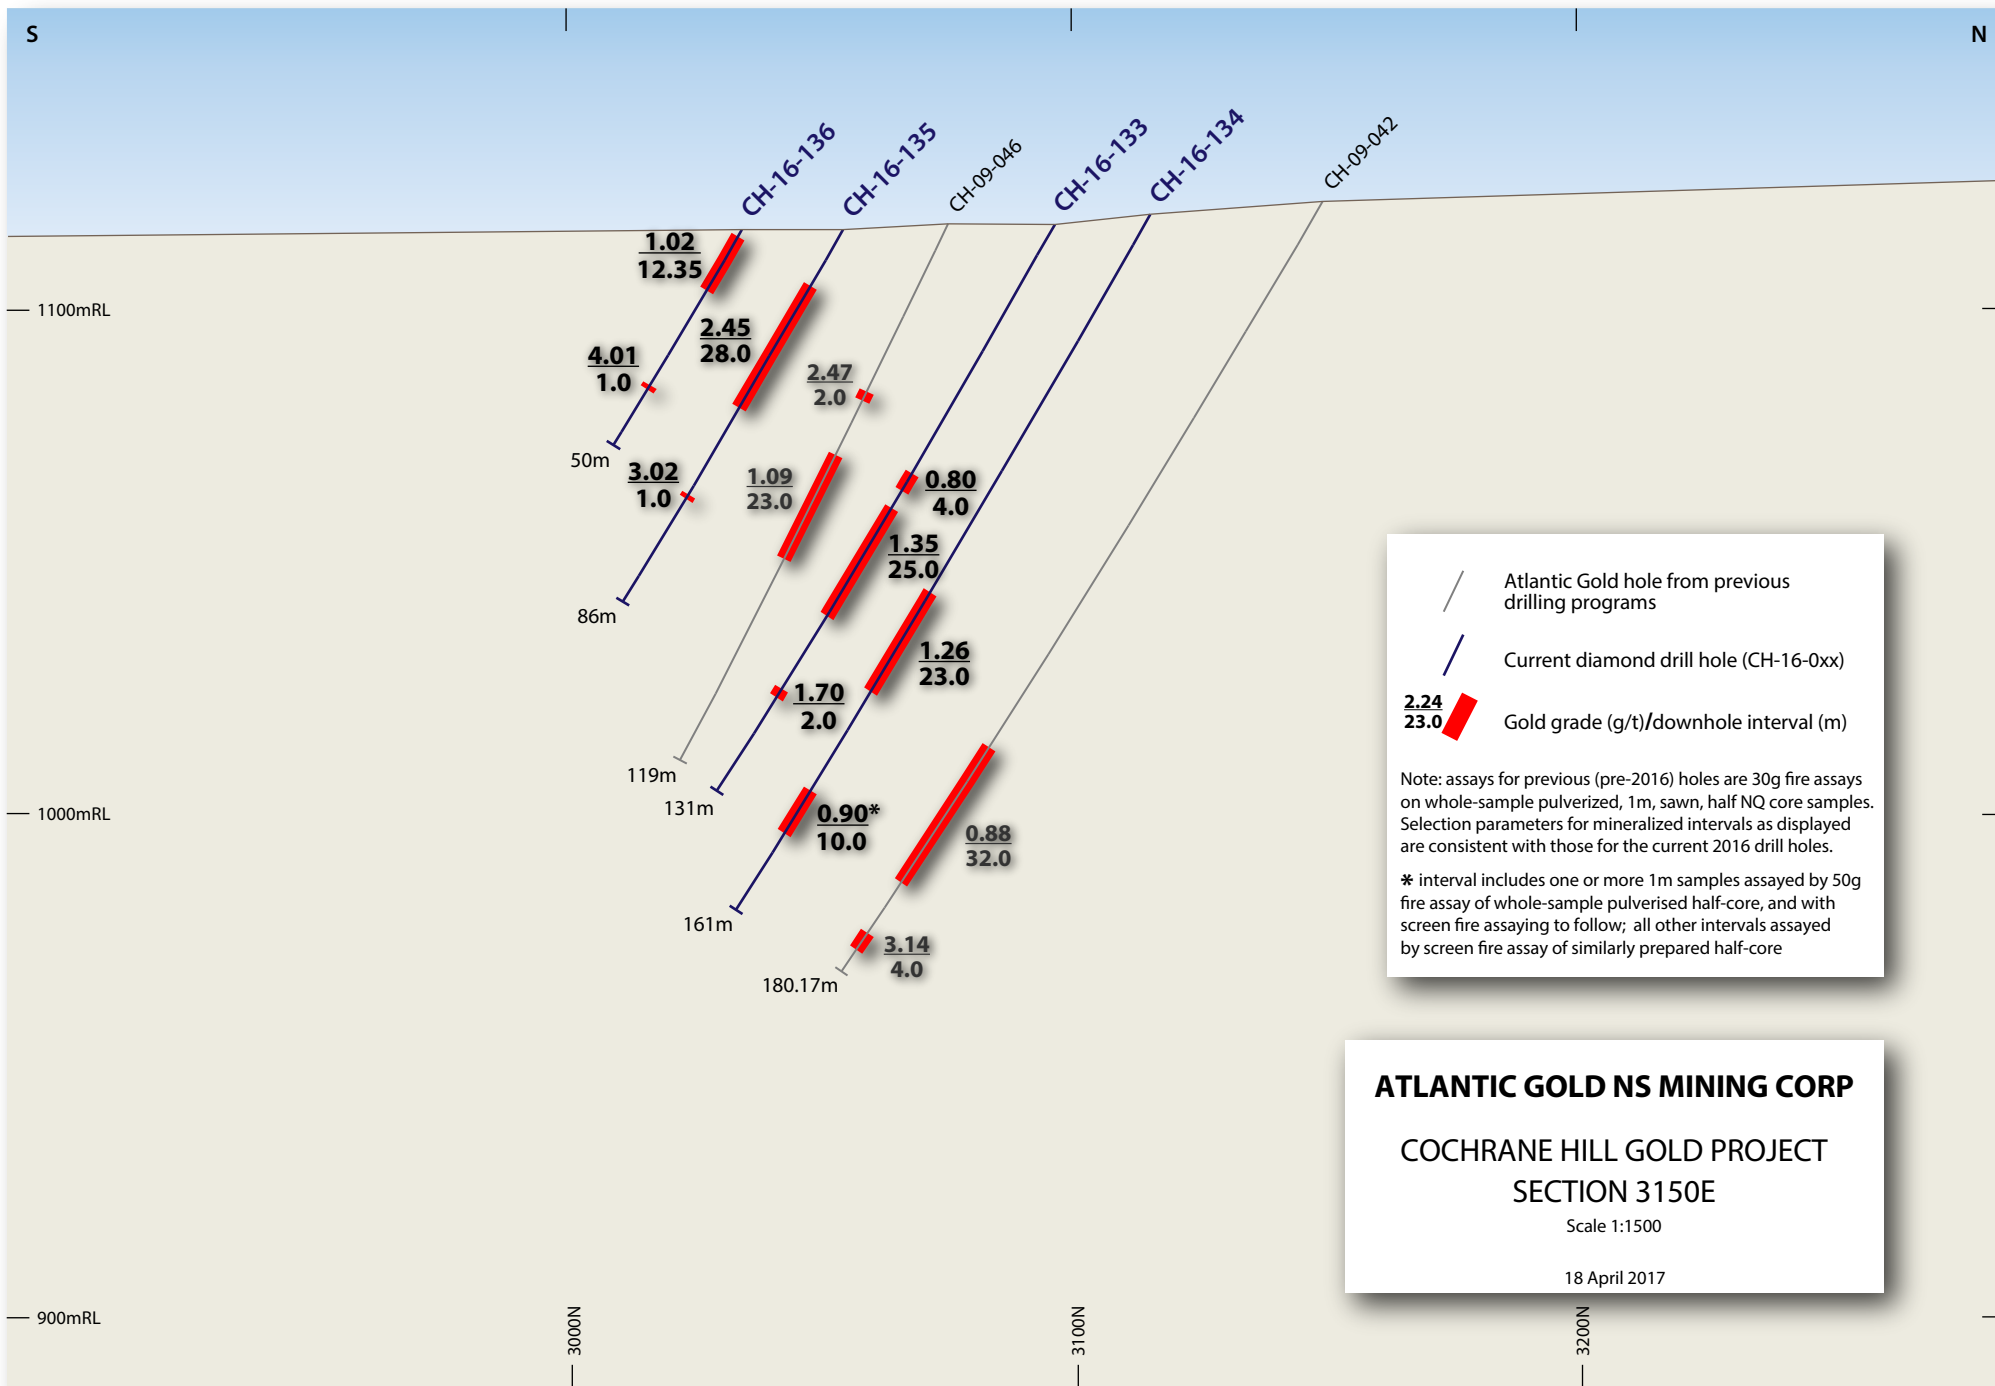 S
N
CH-16-136
CH-16-135
CH-09-046
CH-16-133
CH-16-134
CH-09-042
1.02
12.35
1100mRL
2.45
28.0
4.01
1.0
2.47
2.0
50m
3.02
1.0
1.09
23.0
0.80
4.0
1.35
25.0
86m
1.26
23.0
1.70
2.0
119m
131m
1000mRL
0.90*
10.0
0.88
32.0
161m
3.14
4.0
180.17m
Atlantic Gold hole from previous
drilling programs
Current diamond drill hole (CH-16-0xx)
2.24
23.0
Gold grade (g/t)/downhole interval (m)
Note: assays for previous (pre-2016) holes are 30g fire assays
on whole-sample pulverized, 1m, sawn, half NQ core samples.
Selection parameters for mineralized intervals as displayed
are consistent with those for the current 2016 drill holes.
* interval includes one or more 1m samples assayed by 50g
fire assay of whole-sample pulverised half-core, and with
screen fire assaying to follow; all other intervals assayed
by screen fire assay of similarly prepared half-core
ATLANTIC GOLD NS MINING CORP
COCHRANE HILL GOLD PROJECT
SECTION 3150E
Scale 1:1500
18 April 2017
900mRL
3000N
3100N
3200N